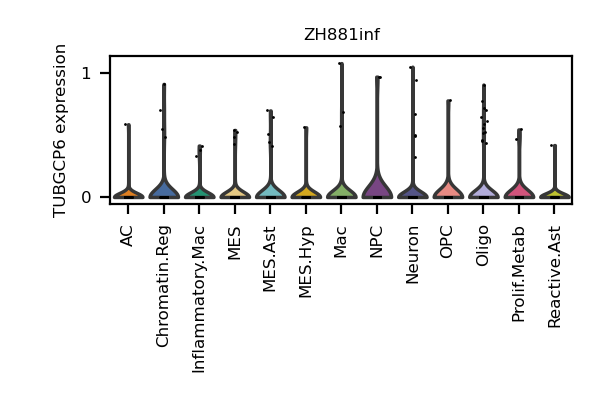 ZH881inf
TUBGCP6 expression
1
0
AC
Chromatin.Reg
Inflammatory.Mac
MES
MES.Ast
MES.Hyp
Mac
NPC
Neuron
OPC
Oligo
Prolif.Metab
Reactive.Ast